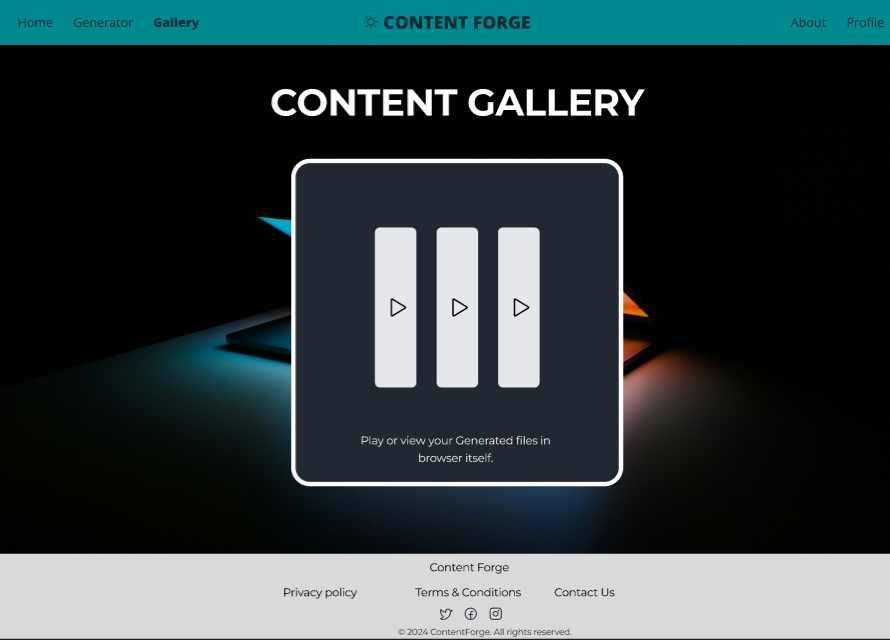 Home Generator Gallery CONTENT FORGE About Profile
CONTENT GALLERY
Play or view your Generated files in
browser itself.
Content Forge
Privacy policy Terms & Conditions Contact Us
© 2024 ContentForge. All rights reserved.